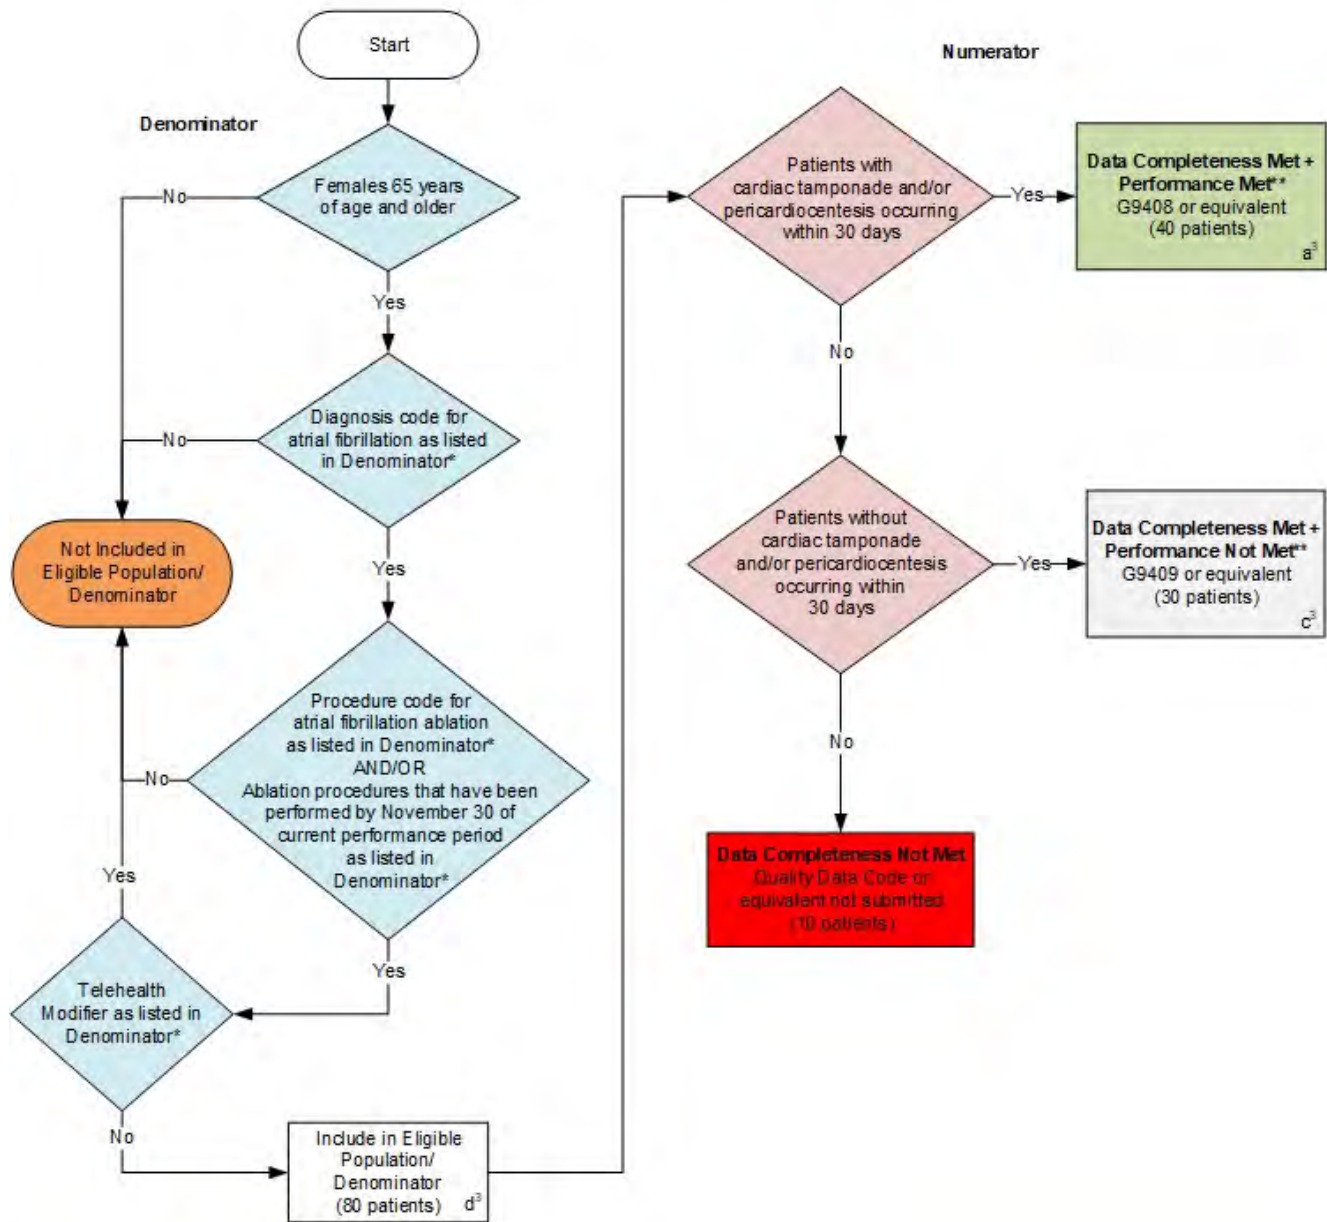 Start
Denominator
Females 65 years
of age and older
No
Yes
Diagnosis code for
atrial fibrillation as listed
in Denominator*
No
Yes
Not Included in
Eligible Population/
Denominator
Procedure code for
atrial fibrillation ablation
as listed in Denominator*
AND/OR
Ablation procedures that have been
performed by November 30 of
current performance period
as listed in
Denominator*
No
Yes
Yes
Telehealth
Modifier as listed in
Denominator*
No
Include in Eligible
Population/
Denominator
(80 patients) d³
Numerator
Patients with
cardiac tamponade and/or
pericardiocentesis occurring
within 30 days
Yes
Data Completeness Met +
Performance Met**
G9408 or equivalent
(40 patients)
a³
No
Patients without
cardiac tamponade
and/or pericardiocentesis
occurring within
30 days
Yes
Data Completeness Met +
Performance Not Met**
G9409 or equivalent
(30 patients)
c³
No
Data Completeness Not Met
Quality Data Code or
equivalent not submitted
(10 patients)